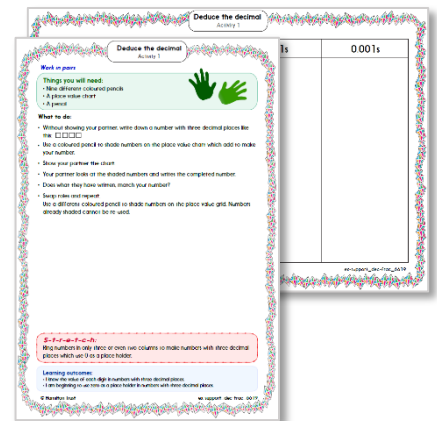 Deduce the decimal
Activity 1
1s
0.001s
Deduce the decimal
Activity 1
Work in pairs
Things you will need:
• Nine different coloured pencils
• A place value chart
• A pencil
What to do:
• Without showing your partner, write down a number with three decimal places like
this: □.□□□
• Use a coloured pencil to shade numbers on the place value chart which add to make
your number.
• Show your partner the chart.
• Your partner looks at the shaded numbers and writes the completed number.
• Does what they have written, match your number?
• Swap roles and repeat
Use a different coloured pencil to shade numbers on the place value grid. Numbers
already shaded cannot be re-used.
S-t-r-e-t-c-h:
Ring numbers in only three or even two columns to make numbers with three decimal
places which use 0 as a place holder.
Learning outcomes:
• I know the value of each digit in numbers with three decimal places.
• I am beginning to use zero as a place holder in numbers with three decimal places.
© Hamilton Trust